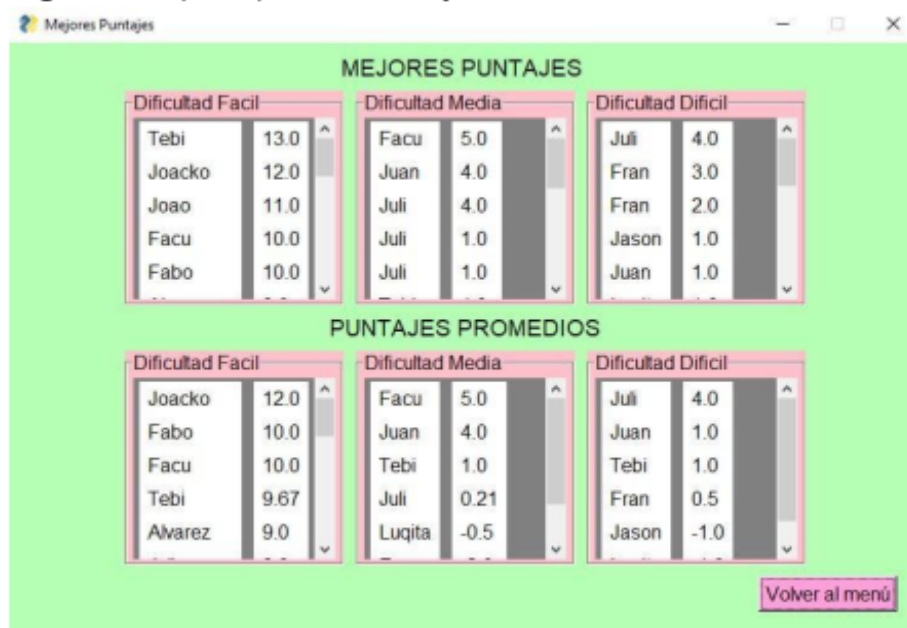 Mejores Puntajes
MEJORES PUNTAJES
Dificultad Facil
Tebi 13.0
Joacko 12.0
Joao 11.0
Facu 10.0
Fabo 10.0
Dificultad Media
Facu 5.0
Juan 4.0
Juli 4.0
Juli 1.0
Juli 1.0
Dificultad Dificil
Juli 4.0
Fran 3.0
Fran 2.0
Jason 1.0
Juan 1.0
PUNTAJES PROMEDIOS
Dificultad Facil
Joacko 12.0
Fabo 10.0
Facu 10.0
Tebi 9.67
Alvarez 9.0
Dificultad Media
Facu 5.0
Juan 4.0
Tebi 1.0
Juli 0.21
Luqita -0.5
Dificultad Dificil
Juli 4.0
Juan 1.0
Tebi 1.0
Fran 0.5
Jason -1.0
Volver al menú